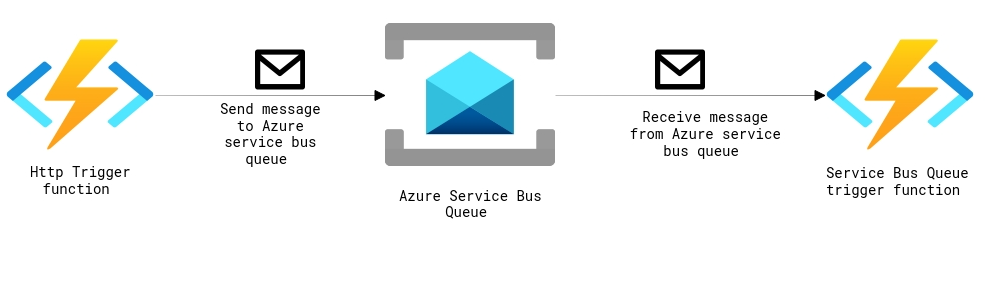 Send message
to Azure
service bus
queue
Receive message
from Azure service
bus queue
Http Trigger
function
Azure Service Bus
Queue
Service Bus Queue
trigger function